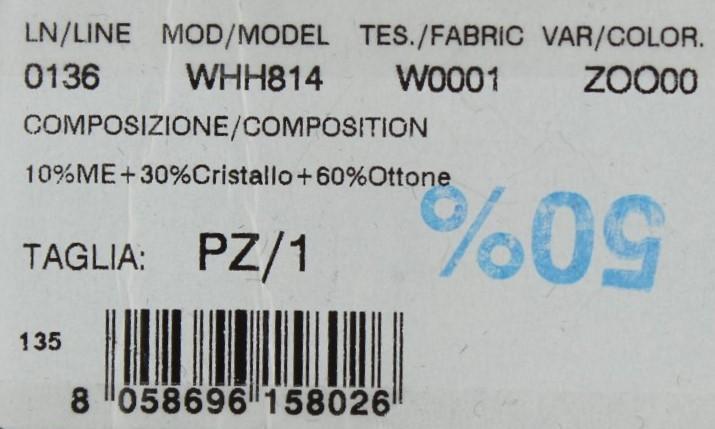 LN/LINE MOD/MODEL TES./FABRIC VAR/COLOR.
0136 WHH814 W0001 ZOO00
COMPOSIZIONE/COMPOSITION
10%ME+30%Cristallo+60%Ottone
50%
TAGLIA: PZ/1
135
8 058696 158026